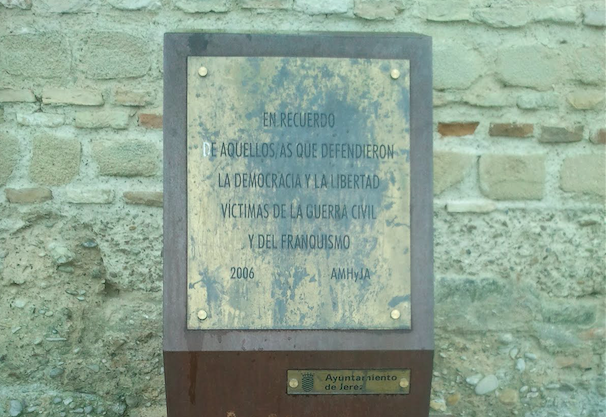 EN RECUERDO
DE AQUELLOS/AS QUE DEFENDIERON
LA DEMOCRACIA Y LA LIBERTAD
VÍCTIMAS DE LA GUERRA CIVIL
Y DEL FRANQUISMO
2006 AMHyJA
Ayuntamiento
de Jerez